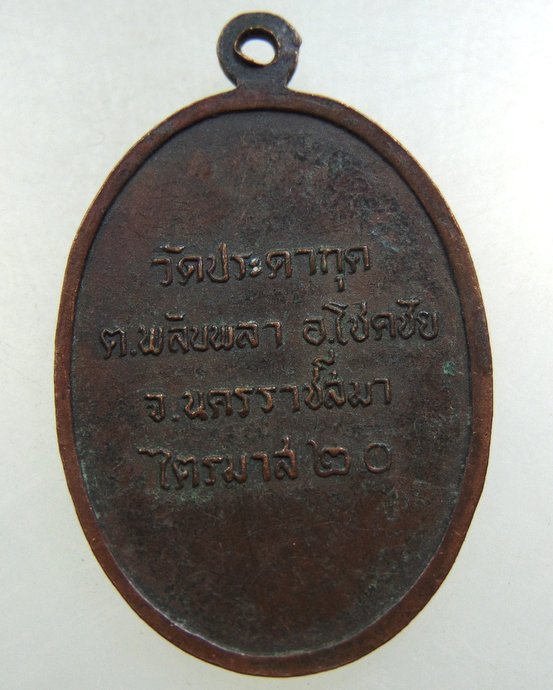 วัดประดากุด
ต.พลับพลา อ.โชคชัย
จ.นครราชสีมา
ไตรมาส ๒๐